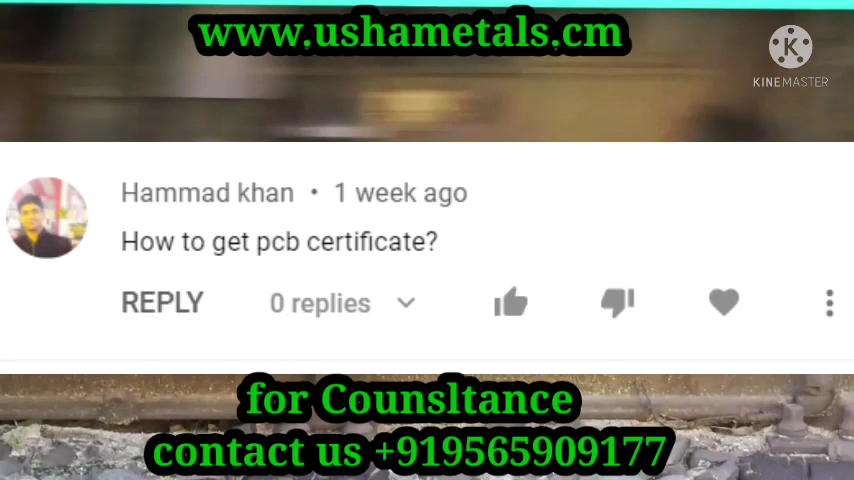 www.ushametals.cm
K
KINEMASTER
Hammad khan • 1 week ago
How to get pcb certificate?
REPLY 0 replies
for Counsltance
contact us +919565909177